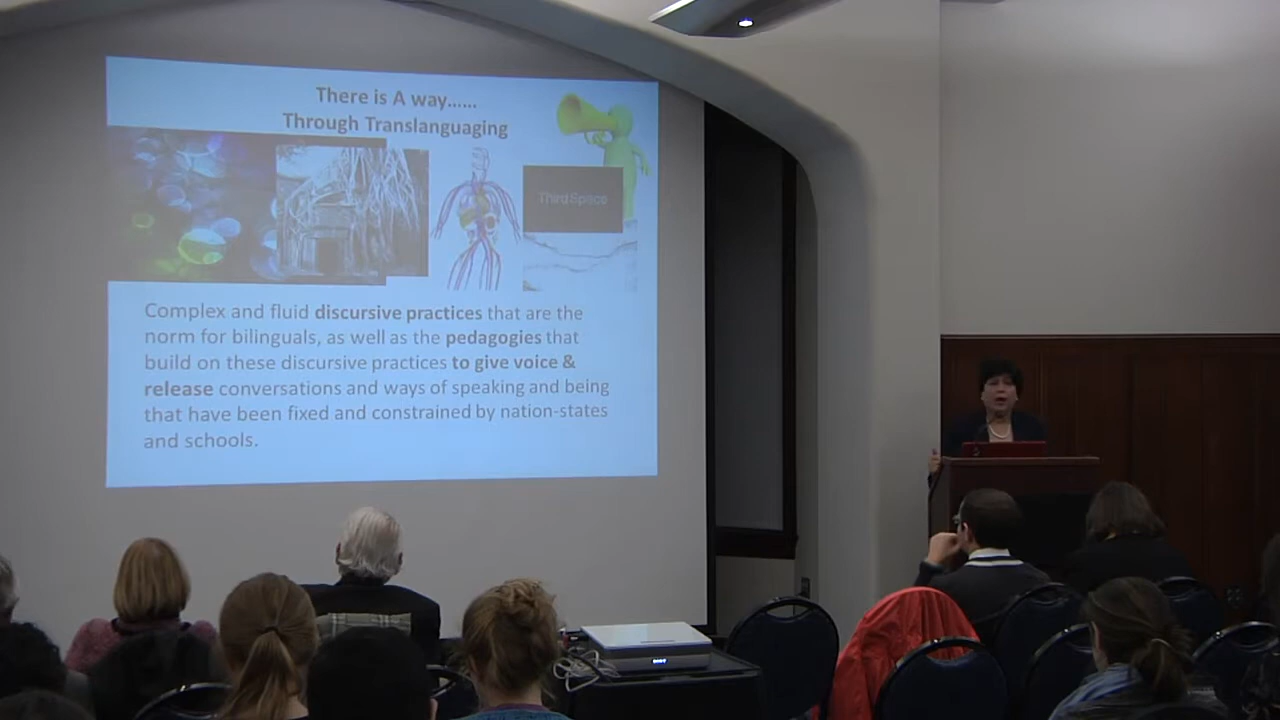 There is A way……
Through Translanguaging
Third Space
Complex and fluid discursive practices that are the
norm for bilinguals, as well as the pedagogies that
build on these discursive practices to give voice &
release conversations and ways of speaking and being
that have been fixed and constrained by nation-states
and schools.
SONY